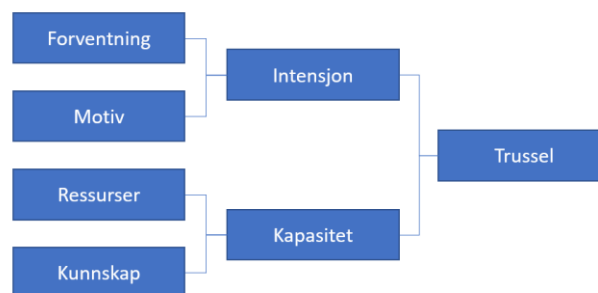 Forventning
Motiv
Intensjon
Ressurser
Kunnskap
Kapasitet
Trussel